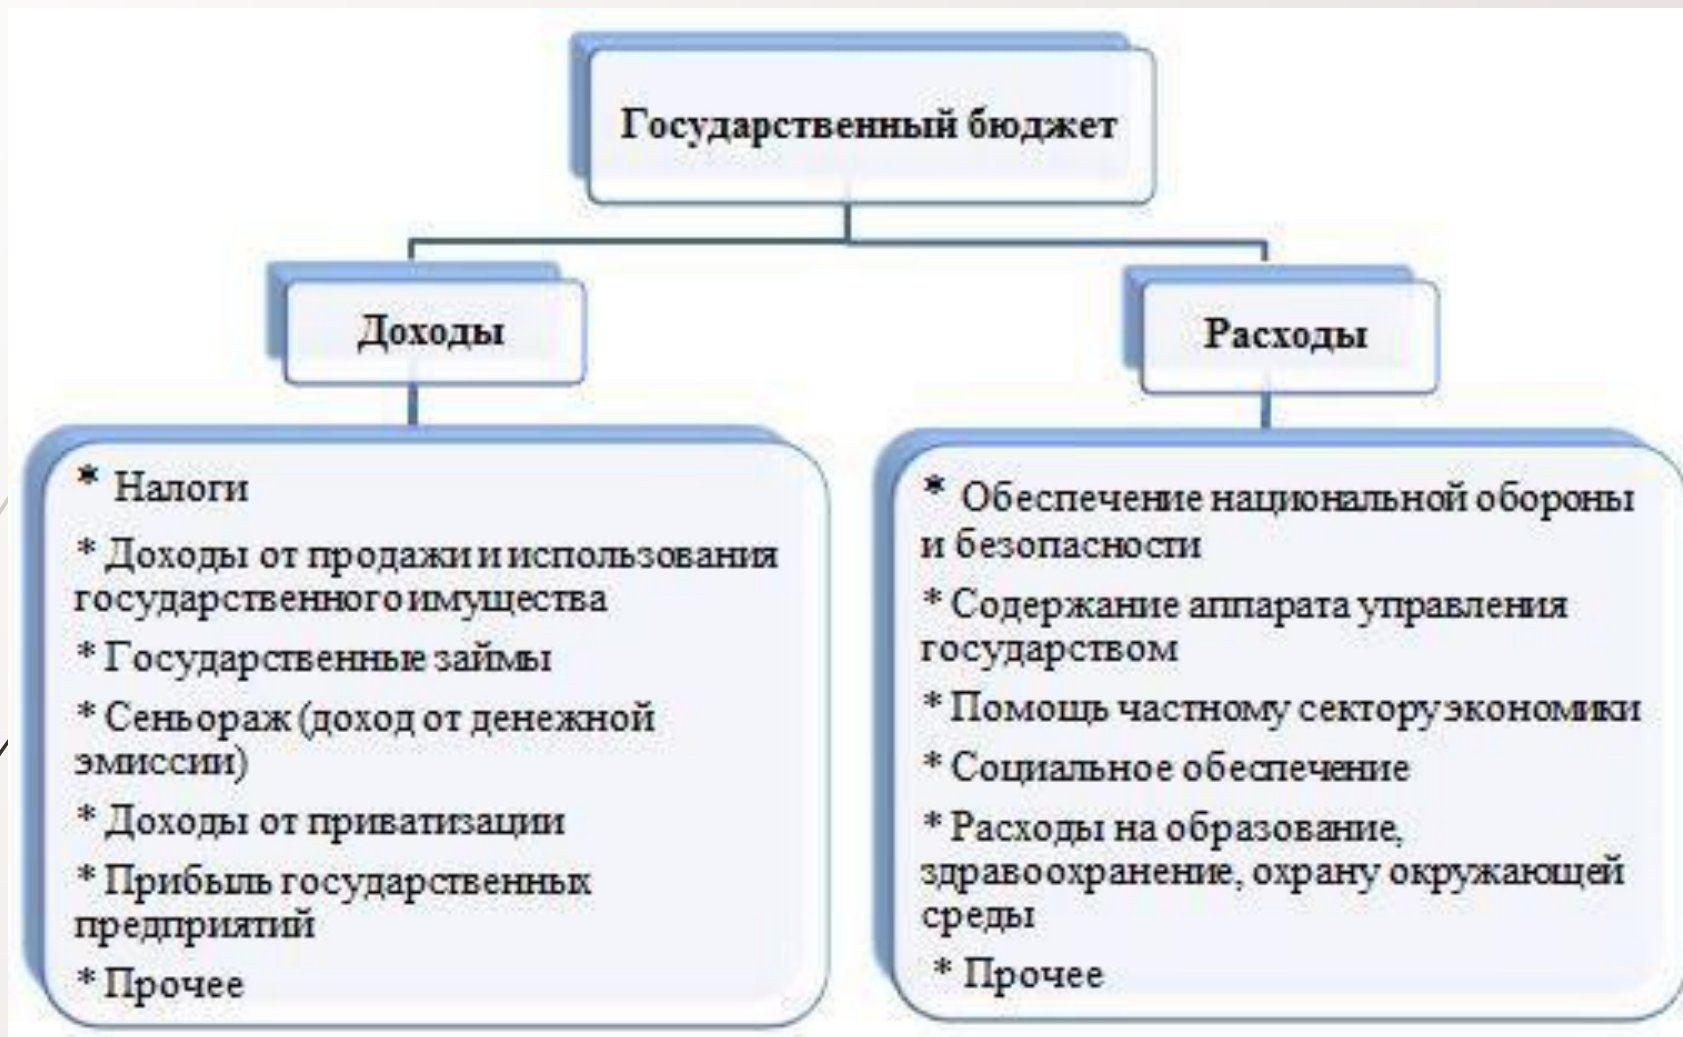 Государственный бюджет
Доходы
Расходы
* Налоги
* Доходы от продажи и использования
государственного имущества
* Государственные займы
* Сеньораж (доход от денежной
эмиссии)
* Доходы от приватизации
* Прибыль государственных
предприятий
* Прочее
* Обеспечение национальной обороны
и безопасности
* Содержание аппарата управления
государством
* Помощь частному сектору экономики
* Социальное обеспечение
* Расходы на образование,
здравоохранение, охрану окружающей
среды
* Прочее